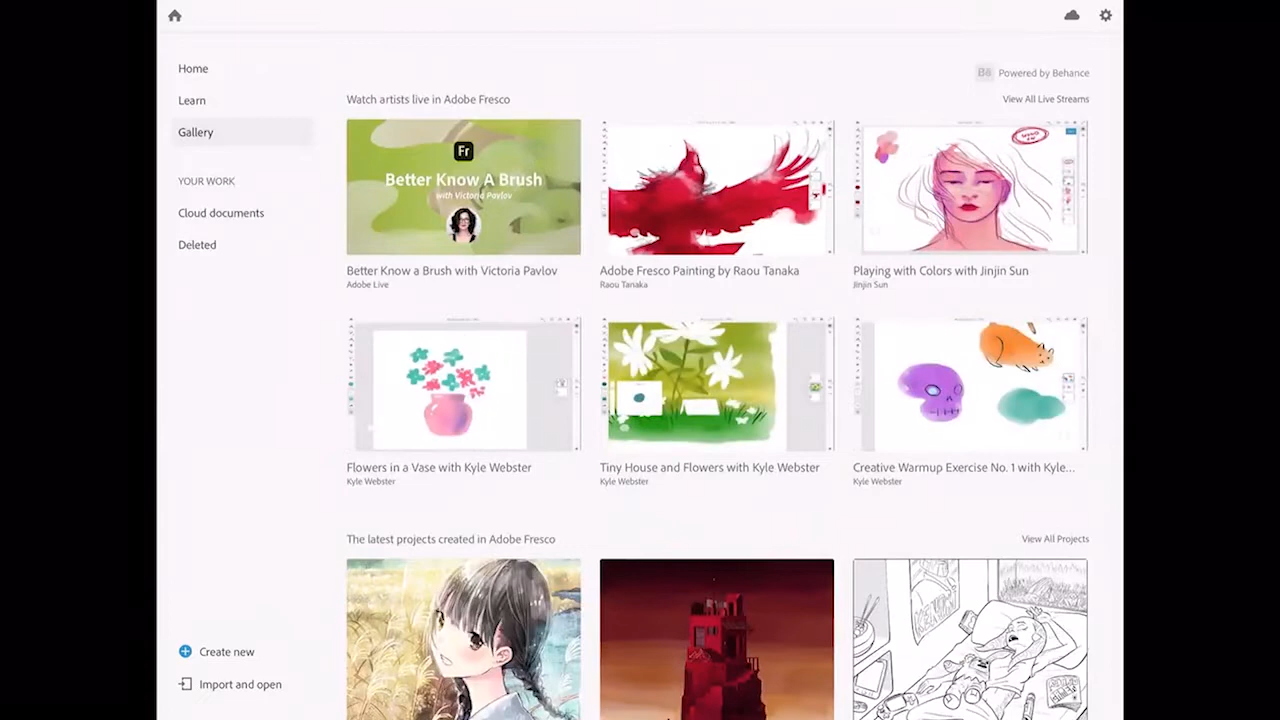 Home
Learn
Gallery
YOUR WORK
Cloud documents
Deleted
Create new
Import and open
Bē Powered by Behance
Watch artists live in Adobe Fresco
View All Live Streams
Fr
Better Know A Brush
with Victoria Pavlov
Better Know a Brush with Victoria Pavlov
Adobe Live
Adobe Fresco Painting by Raou Tanaka
Raou Tanaka
Playing with Colors with Jinjin Sun
Jinjin Sun
Flowers in a Vase with Kyle Webster
Kyle Webster
Tiny House and Flowers with Kyle Webster
Kyle Webster
Creative Warmup Exercise No. 1 with Kyle...
Kyle Webster
The latest projects created in Adobe Fresco
View All Projects